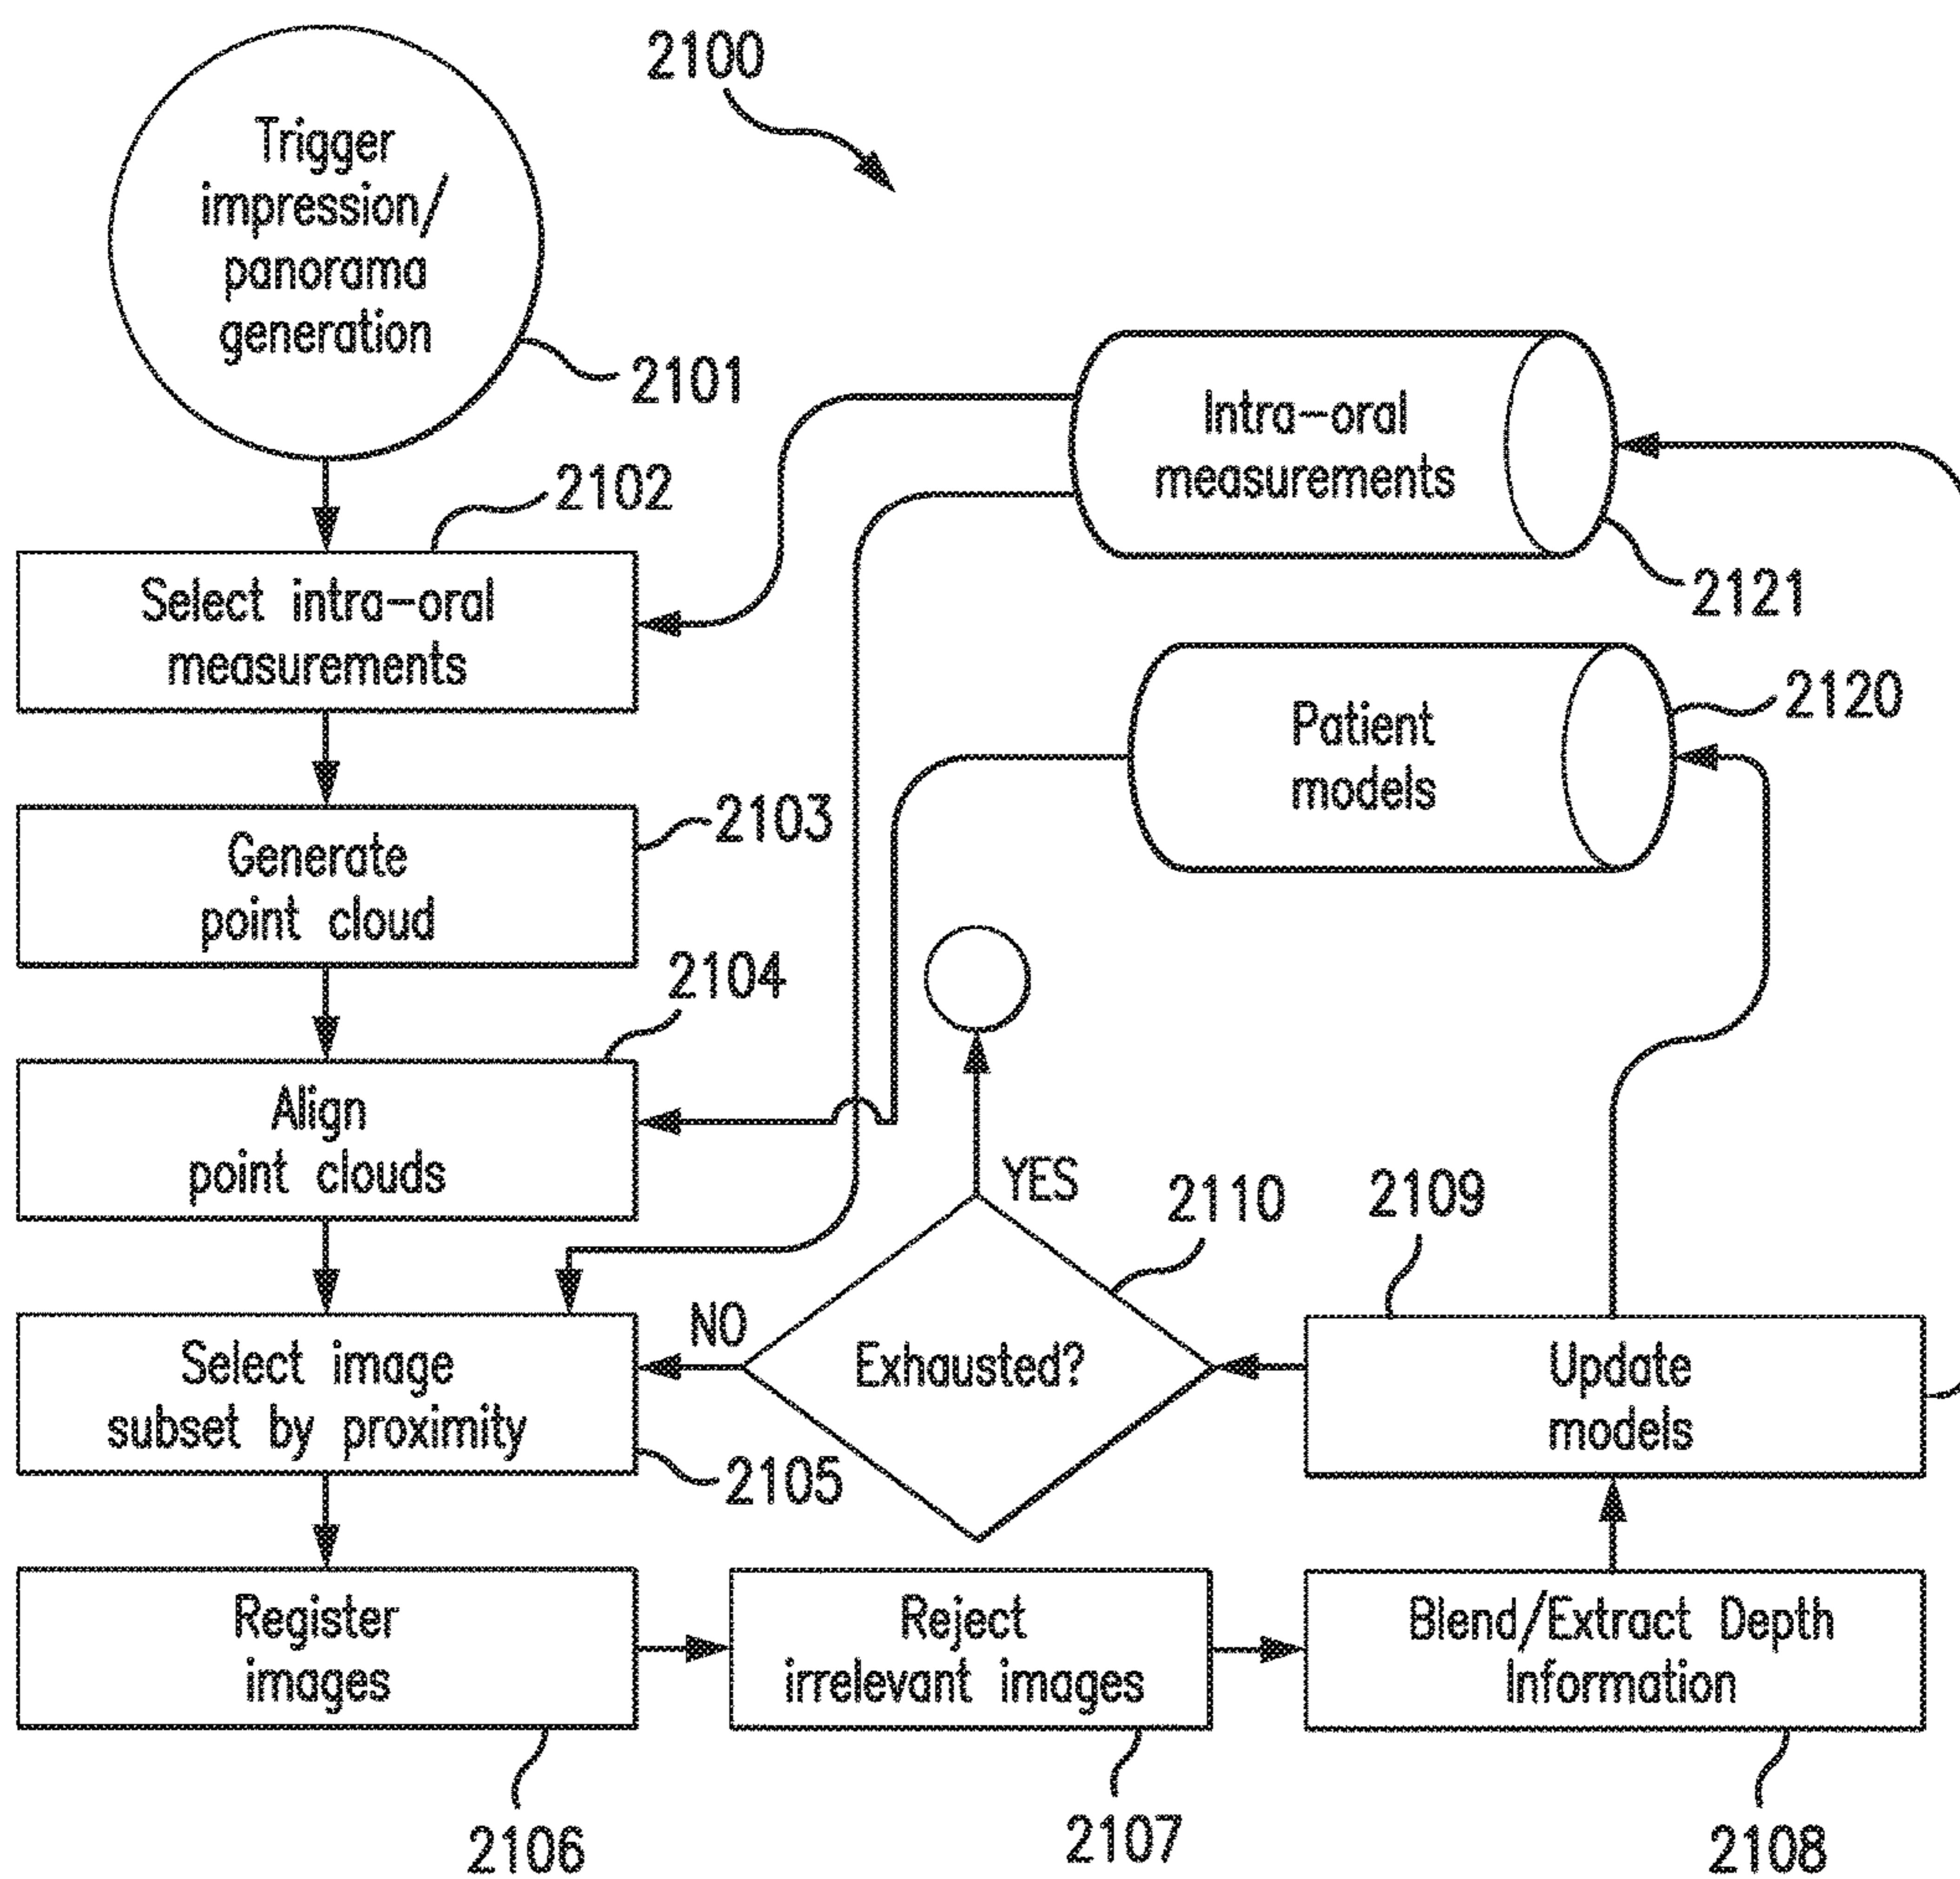 2100
Trigger
impression/
panorama
generation
2101
2102
Intra-oral
measurements
2121
Select intra-oral
measurements
2120
Patient
models
2103
Generate
point cloud
2104
Align
point clouds
YES
2110
2109
NO
Select image
subset by proximity
Exhausted?
Update
models
2105
Register
images
Reject
irrelevant images
Blend/Extract Depth
Information
2106
2107
2108